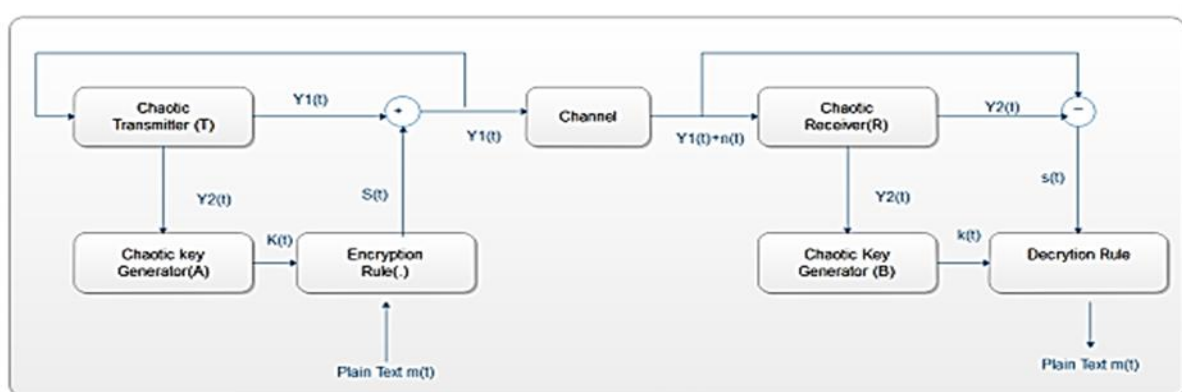 Chaotic
Transmitter (T)
Y1(t)
+
Y1(t)
Channel
Y1(t)+n(t)
Chaotic
Receiver(R)
Y2(t)
−
Y2(t)
S(t)
Y2(t)
s(t)
Chaotic key
Generator(A)
K(t)
Encryption
Rule(.)
Chaotic Key
Generator (B)
k(t)
Decrytion Rule
Plain Text m(t)
Plain Text m(t)